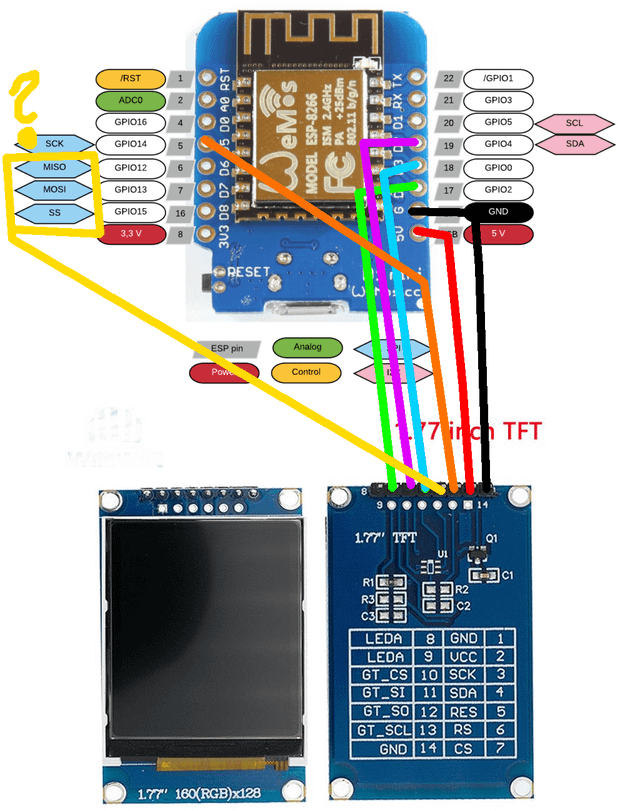 ?
/RST 1 RST TX 22 /GPIO1
ADC0 2 A0 RX 21 GPIO3
GPIO16 4 D0 D1 20 GPIO5 SCL
SCK GPIO14 5 19 GPIO4 SDA
MISO GPIO12 6 D6 18 GPIO0
MOSI GPIO13 7 D7 17 GPIO2
SS GPIO15 16 D8 G GND
3,3 V 8 3V3 5V 5 V
WeMos
MODEL ESP-8266
ISM 2.4GHz
PA +25dBm
802.11 b/g/n
FC
RESET
ESP pin Analog
Control
1.77 inch TFT
8
9 14
1.77" TFT
U1 Q1
C1
R1
R3 R2
C3 C2
LEDA 8 GND 1
LEDA 9 VCC 2
GT_CS 10 SCK 3
GT_SI 11 SDA 4
GT_SO 12 RES 5
GT_SCL 13 RS 6
GND 14 CS 7
1.77" 160(RGB)x128